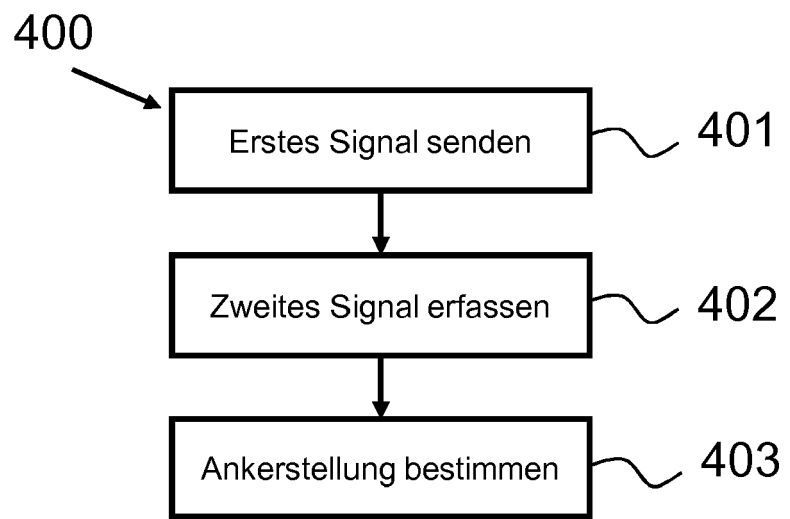 400
Erstes Signal senden
401
Zweites Signal erfassen
402
Ankerstellung bestimmen
403